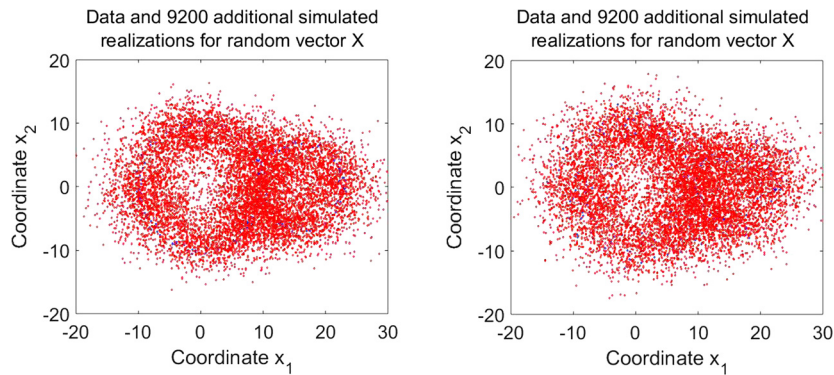 Data and 9200 additional simulated
realizations for random vector X
20
10
0
-10
-20
Coordinate x2
-20
-10
0
10
20
30
Coordinate x1
Data and 9200 additional simulated
realizations for random vector X
20
10
0
-10
-20
Coordinate x2
-20
-10
0
10
20
30
Coordinate x1